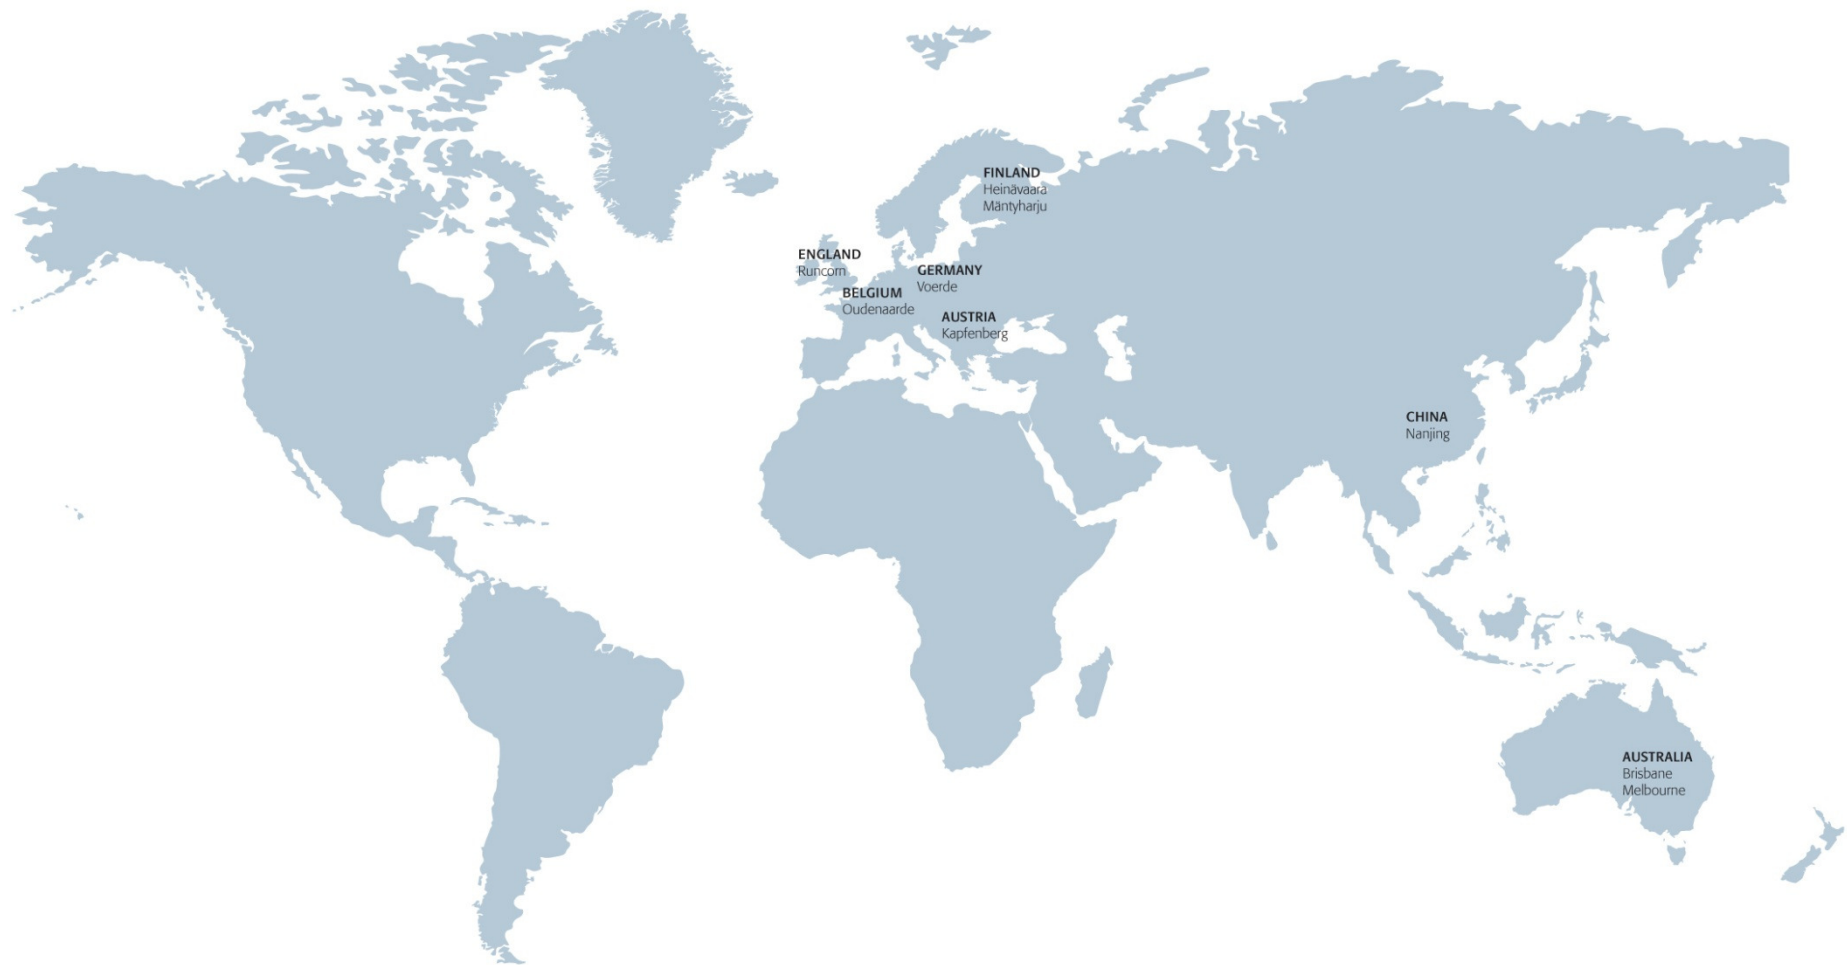 FINLAND
Heinävaara
Mäntyharju
ENGLAND
Runcorn
GERMANY
Voerde
BELGIUM
Oudenaarde
AUSTRIA
Kapfenberg
CHINA
Nanjing
AUSTRALIA
Brisbane
Melbourne